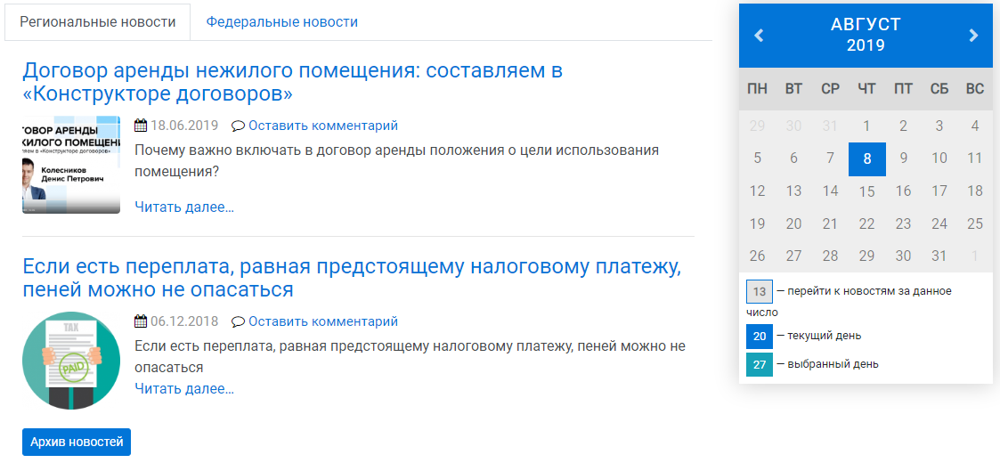 Региональные новости
Федеральные новости
Договор аренды нежилого помещения: составляем в
«Конструкторе договоров»
ГОВОР АРЕНДЫ
ЖИЛОГО ПОМЕЩЕН
ляем в «Конструкторе договоров»
Колесников
Денис Петрович
18.06.2019 Оставить комментарий
Почему важно включать в договор аренды положения о цели использования
помещения?
Читать далее...
Если есть переплата, равная предстоящему налоговому платежу,
пеней можно не опасаться
TAX
PAID
06.12.2018 Оставить комментарий
Если есть переплата, равная предстоящему налоговому платежу, пеней можно не
опасаться
Читать далее...
Архив новостей
АВГУСТ
2019
ПН ВТ СР ЧТ ПТ СБ ВС
29 30 31 1 2 3 4
5 6 7 8 9 10 11
12 13 14 15 16 17 18
19 20 21 22 23 24 25
26 27 28 29 30 31 1
13 — перейти к новостям за данное
число
20 — текущий день
27 — выбранный день